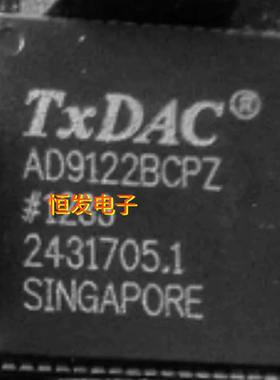 TxDAC®
AD9122BCPZ
恒发电子
2431705.1
SINGAPORE